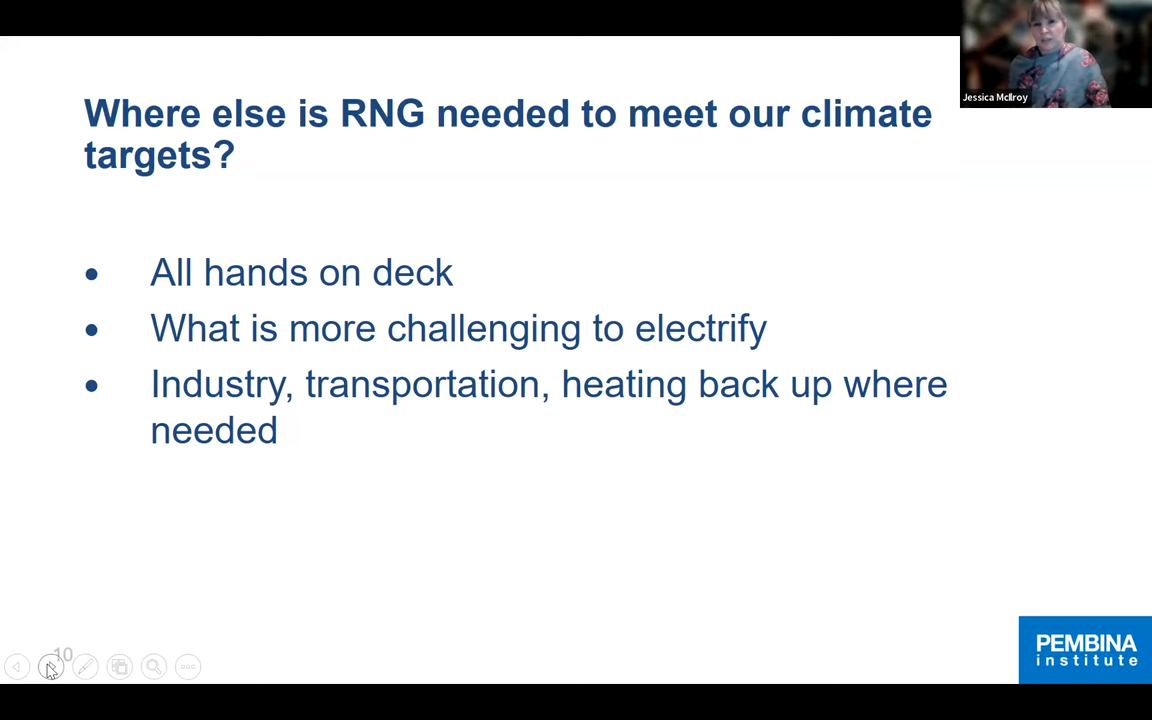 Jessica McIlroy
Where else is RNG needed to meet our climate
targets?
• All hands on deck
• What is more challenging to electrify
• Industry, transportation, heating back up where
needed
10
PEMBINA
institute